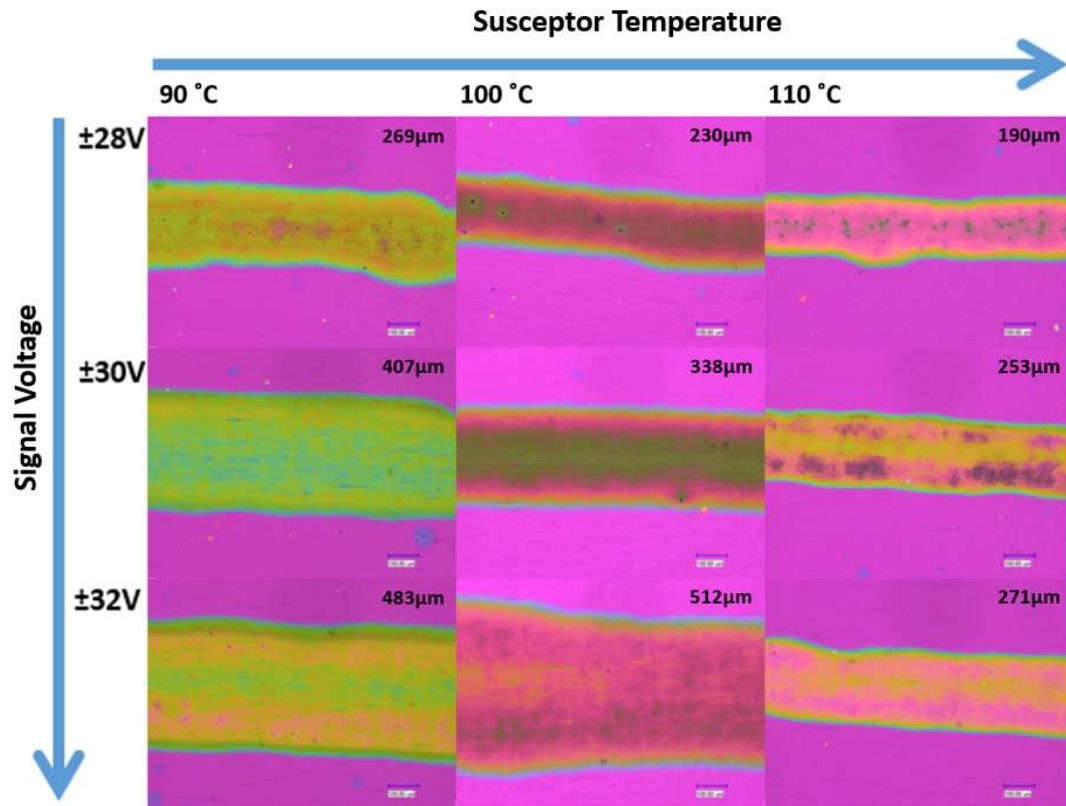 Susceptor Temperature
90 ˚C 100 ˚C 110 ˚C
Signal Voltage
±28V 269µm 230µm 190µm
±30V 407µm 338µm 253µm
±32V 483µm 512µm 271µm